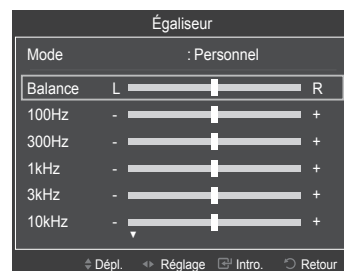 Égaliseur
Mode : Personnel
Balance L R
100Hz - +
300Hz - +
1kHz - +
3kHz - +
10kHz - +
Dépl. Réglage Intro. Retour